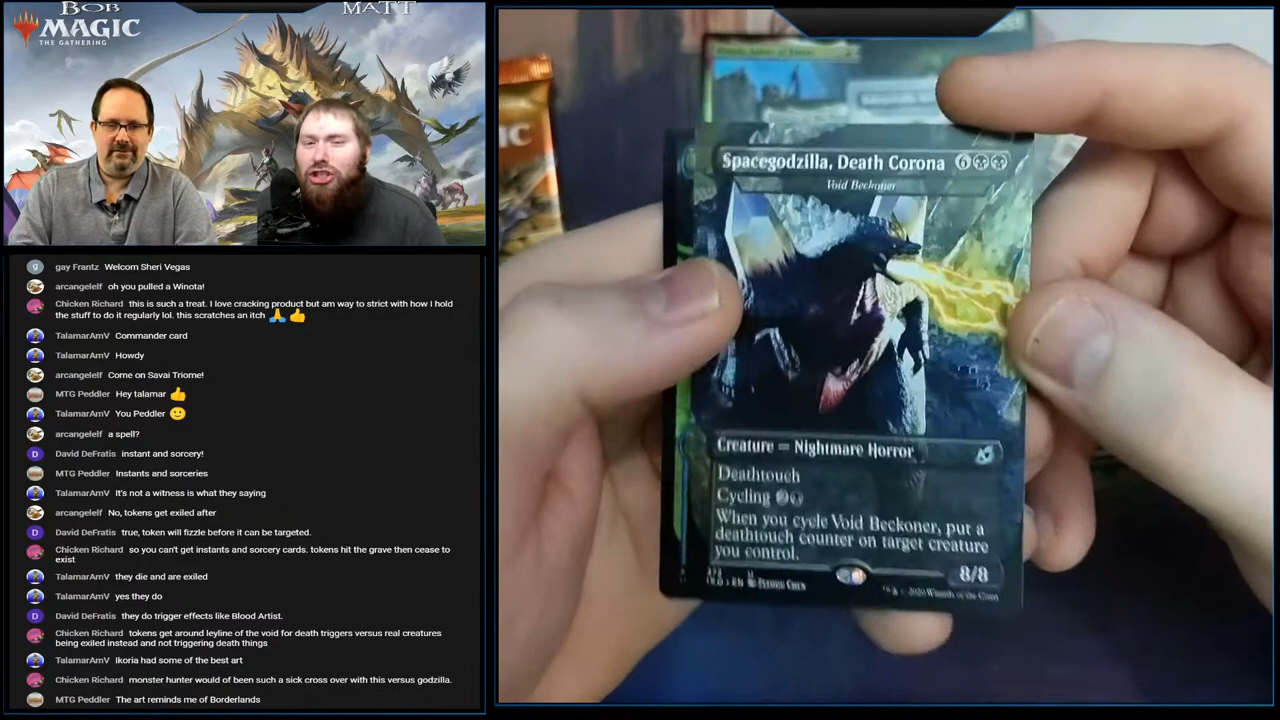 BOB
MATT
MAGIC
THE GATHERING
gay Frantz Welcom Sheri Vegas
arcangelelf oh you pulled a Winota!
Chicken Richard this is such a treat. I love cracking product but am way to strict with how I hold
the stuff to do it regularly lol. this scratches an itch 🙏 👍
TalamarAmV Commander card
TalamarAmV Howdy
arcangelelf Come on Savai Triome!
MTG Peddler Hey talamar 👍
TalamarAmV You Peddler 🙂
arcangelelf a spell?
D David DeFratis instant and sorcery!
MTG Peddler Instants and sorceries
TalamarAmV It's not a witness is what they saying
arcangelelf No, tokens get exiled after
D David DeFratis true, token will fizzle before it can be targeted.
Chicken Richard so you can't get instants and sorcery cards. tokens hit the grave then cease to
exist
TalamarAmV they die and are exiled
TalamarAmV yes they do
D David DeFratis they do trigger effects like Blood Artist.
Chicken Richard tokens get around leyline of the void for death triggers versus real creatures
being exiled instead and not triggering death things
TalamarAmV Ikoria had some of the best art
Chicken Richard monster hunter would of been such a sick cross over with this versus godzilla.
MTG Peddler The art reminds me of Borderlands
IC
Spacegodzilla, Death Corona 6
Void Beckoner
Creature — Nightmare Horror
Deathtouch
Cycling 2
When you cycle Void Beckoner, put a
deathtouch counter on target creature
you control.
8/8
2020 Wizards of the Coast